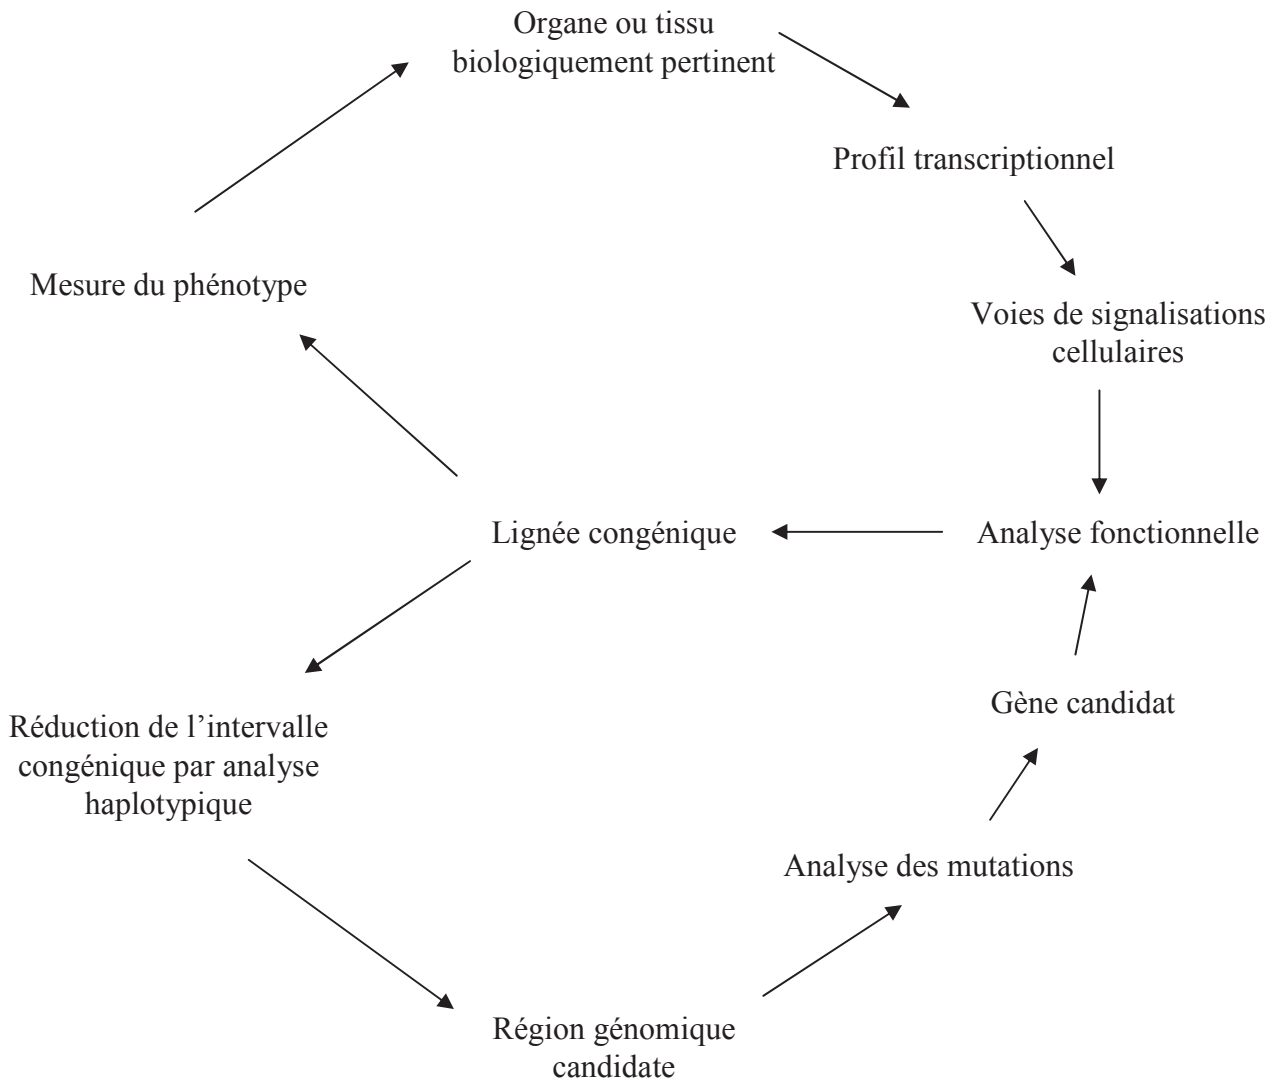 Organe ou tissu
biologiquement pertinent
Profil transcriptionnel
Mesure du phénotype
Voies de signalisations
cellulaires
Lignée congénique
Analyse fonctionnelle
Gène candidat
Réduction de l’intervalle
congénique par analyse
haplotypique
Analyse des mutations
Région génomique
candidate